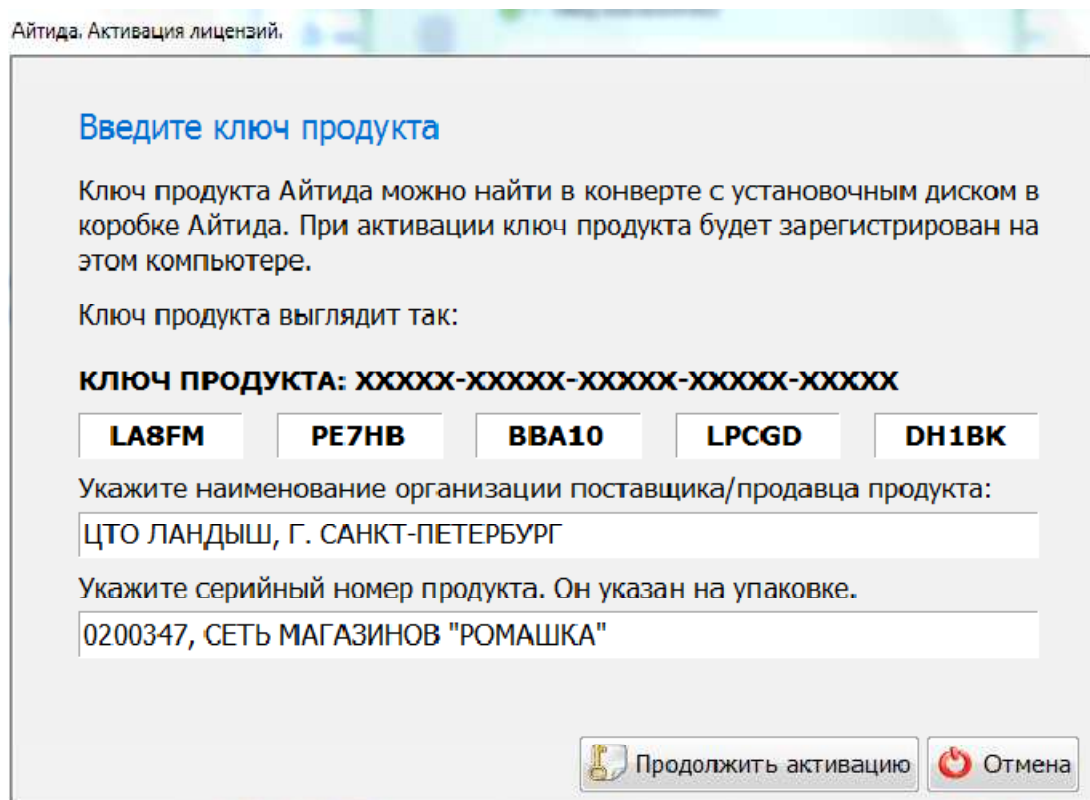 Айтида. Активация лицензий.
Введите ключ продукта
Ключ продукта Айтида можно найти в конверте с установочным диском в
коробке Айтида. При активации ключ продукта будет зарегистрирован на
этом компьютере.
Ключ продукта выглядит так:
КЛЮЧ ПРОДУКТА: XXXXX-XXXXX-XXXXX-XXXXX-XXXXX
LA8FM PE7HB BBA10 LPCGD DH1BK
Укажите наименование организации поставщика/продавца продукта:
ЦТО ЛАНДЫШ, Г. САНКТ-ПЕТЕРБУРГ
Укажите серийный номер продукта. Он указан на упаковке.
0200347, СЕТЬ МАГАЗИНОВ "РОМАШКА"
Продолжить активацию Отмена